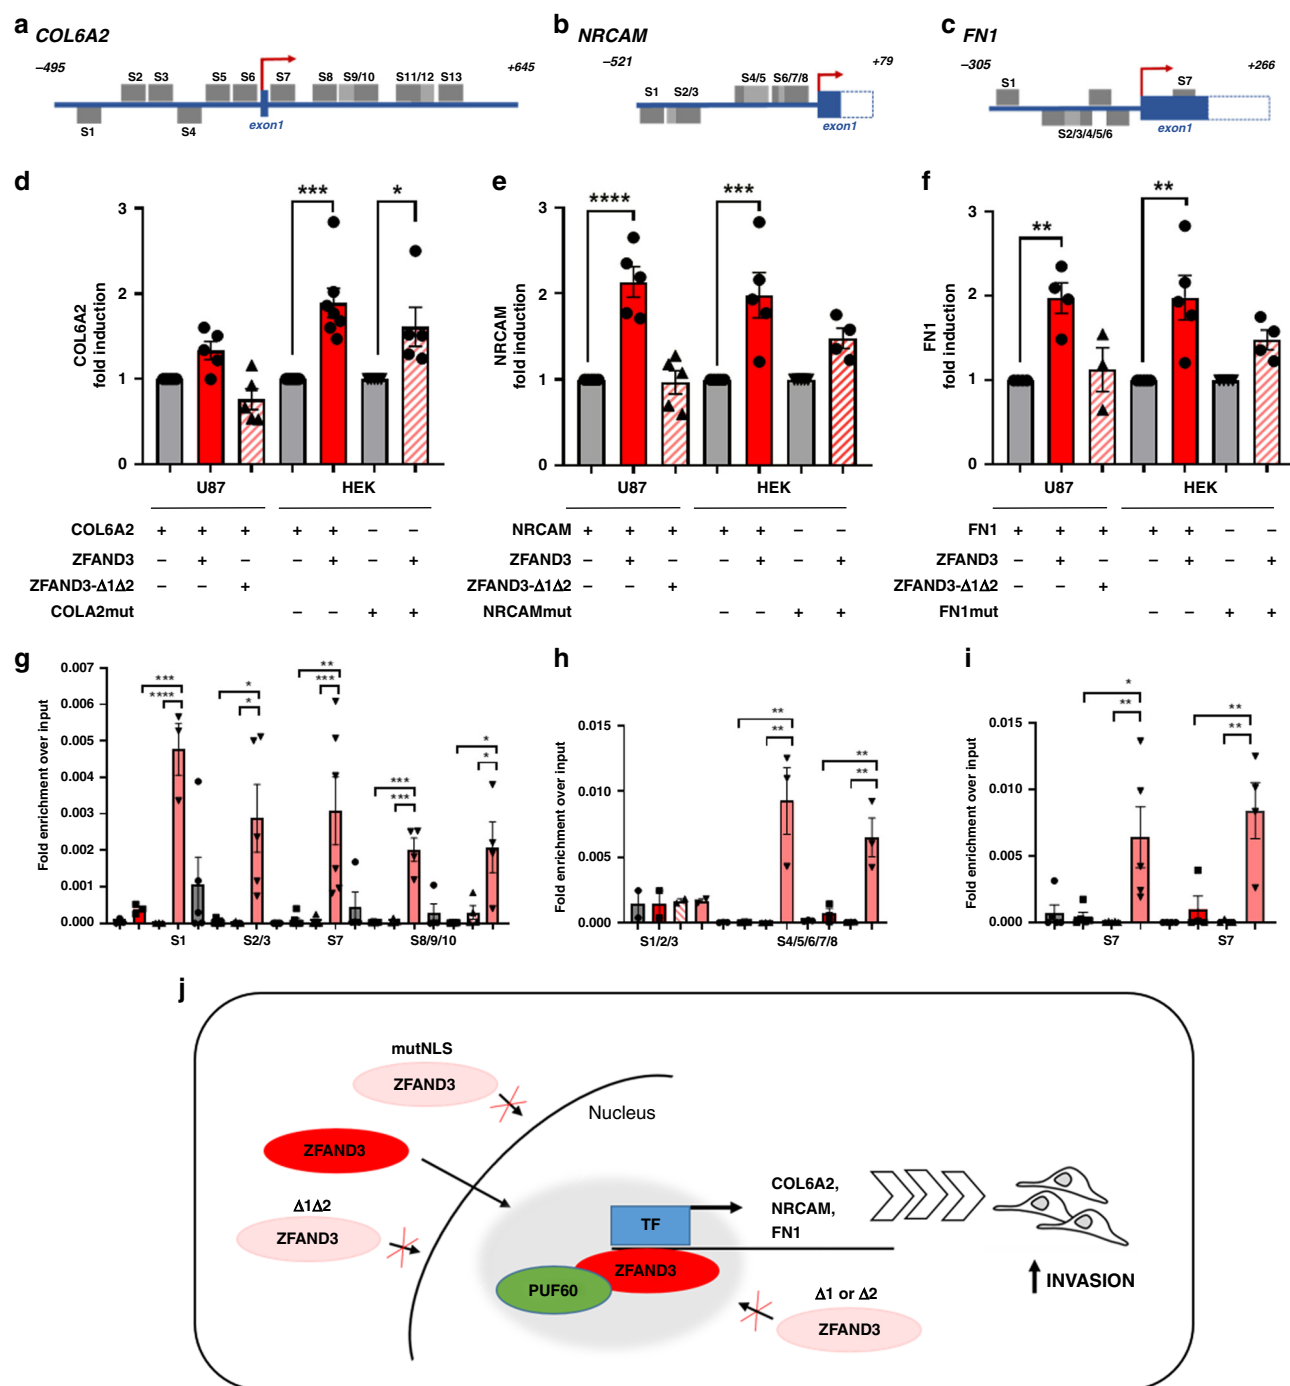 a COL6A2
b NRCAM
c FN1
–495 +645
S2 S3 S5 S6 S7 S8 S9/10 S11/12 S13
S1 S4 exon1
–521 +79
S1 S2/3 S4/5 S6/7/8
exon1
–305 +266
S1 S7
S2/3/4/5/6 exon1
d
COL6A2
fold induction
3
2
1
0
*** *
U87 HEK
COL6A2 + + + + + – –
ZFAND3 – + – + +
ZFAND3-Δ1Δ2 – – +
COLA2mut – – + +
e
NRCAM
fold induction
3
2
1
0
**** ***
U87 HEK
NRCAM + + + + + – –
ZFAND3 – + – + +
ZFAND3-Δ1Δ2 – – +
NRCAMmut – – + +
f
FN1
fold induction
3
2
1
0
** **
U87 HEK
FN1 + + + + + – –
ZFAND3 – + – + +
ZFAND3-Δ1Δ2 – – +
FN1mut – – + +
g
Fold enrichment over input
0.007
0.006
0.005
0.004
0.003
0.002
0.001
0.000
*** * ** *** *
**** * *** *** *
S1 S2/3 S7 S8/9/10
h
Fold enrichment over input
0.015
0.010
0.005
0.000
** **
** **
S1/2/3 S4/5/6/7/8
i
Fold enrichment over input
0.015
0.010
0.005
0.000
* **
** **
S7 S7
j
mutNLS
ZFAND3
Nucleus
ZFAND3
Δ1Δ2
ZFAND3
TF
COL6A2,
NRCAM,
FN1
ZFAND3
PUF60
INVASION
Δ1 or Δ2
ZFAND3